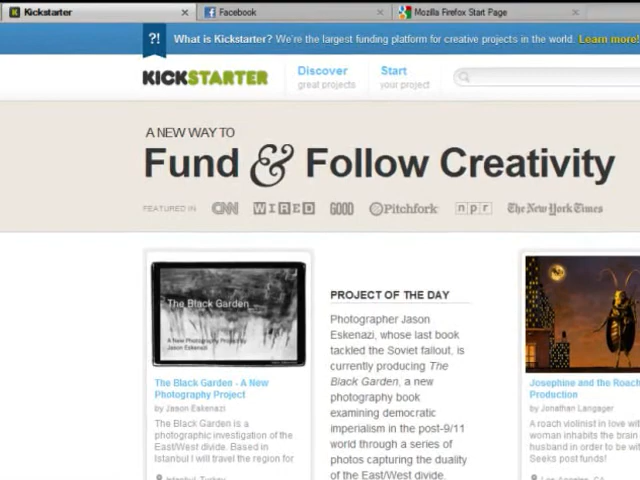 Kickstarter
Facebook
Mozilla Firefox Start Page
?! What is Kickstarter? We're the largest funding platform for creative projects in the world. Learn more!
KICKSTARTER
Discover
great projects
Start
your project
A NEW WAY TO
Fund & Follow Creativity
FEATURED IN CNN WIRED GOOD Pitchfork npr The New York Times
The Black Garden
A New Photography Project by
Jason Eskenazi
The Black Garden - A New
Photography Project
by Jason Eskenazi
The Black Garden is a
photographic investigation of the
East/West divide. Based in
Istanbul I will travel the region for
Istanbul, Turkey
PROJECT OF THE DAY
Photographer Jason
Eskenazi, whose last book
tackled the Soviet fallout, is
currently producing The
Black Garden, a new
photography book
examining democratic
imperialism in the post-9/11
world through a series of
photos capturing the duality
of the East/West divide.
Josephine and the Roach
Production
by Jonathan Langager
A roach violinist in love wit
woman inhabits the brain
husband in order to be wit
Seeks post funds!
Los Angeles, CA